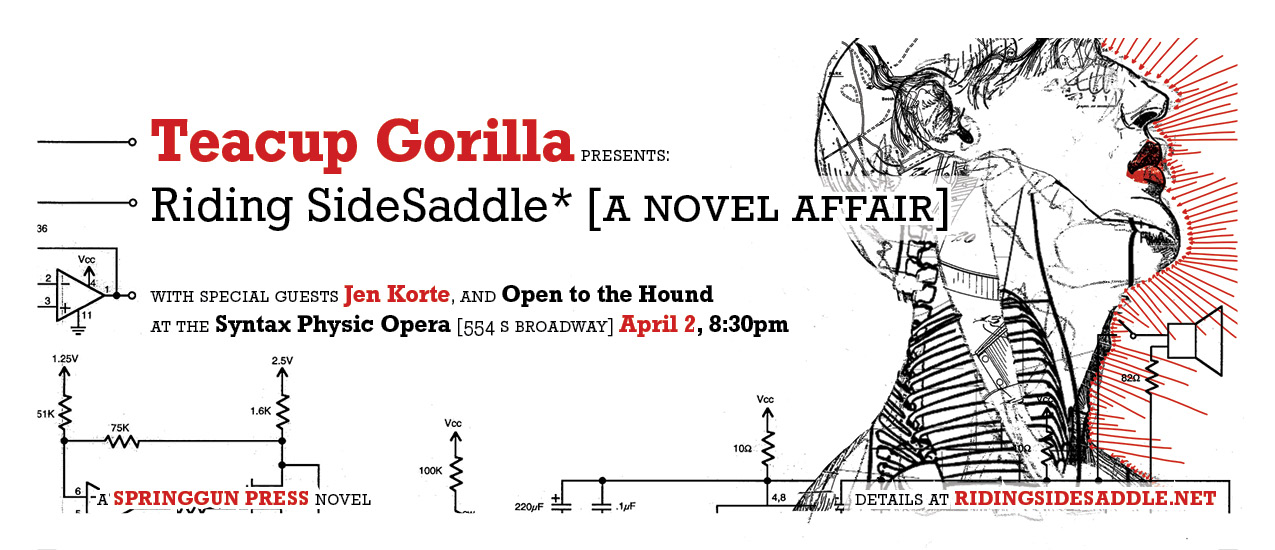 Teacup Gorilla PRESENTS:
Riding SideSaddle* [A NOVEL AFFAIR]
36
Vcc
2
4
1
3
11
WITH SPECIAL GUESTS Jen Korte, AND Open to the Hound
AT THE Syntax Physic Opera [554 S BROADWAY] April 2, 8:30pm
1.25V
2.5V
51K
1.6K
75K
Vcc
100K
Vcc
10Ω
82Ω
6
4,8
220µF
.1µF
A SPRINGGUN PRESS NOVEL
DETAILS AT RIDINGSIDESADDLE.NET